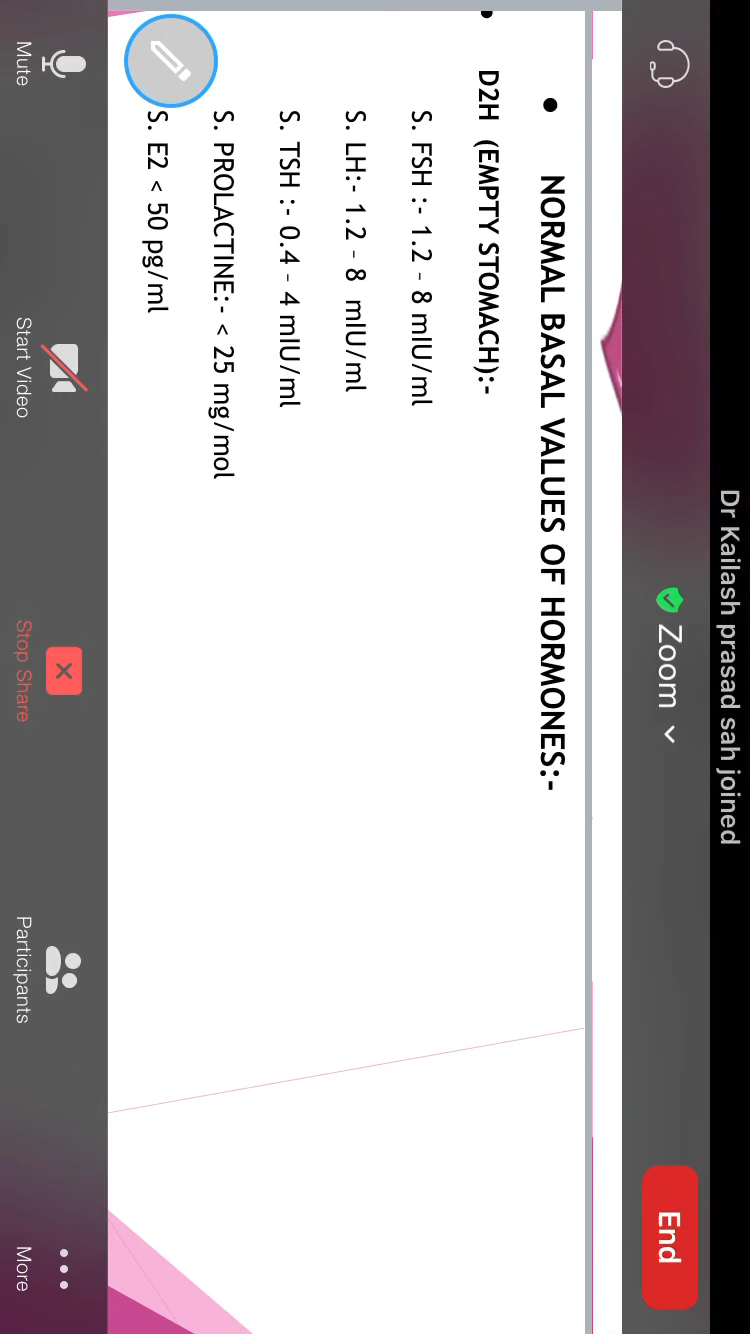 Dr Kailash prasad sah joined
Zoom
End
• NORMAL BASAL VALUES OF HORMONES:-
• D2H (EMPTY STOMACH):-
S. FSH :- 1.2 – 8 mIU/ml
S. LH:- 1.2 – 8 mIU/ml
S. TSH :- 0.4 – 4 mIU/ml
S. PROLACTINE:- < 25 mg/mol
S. E2 < 50 pg/ml
Mute
Start Video
Stop Share
Participants
More